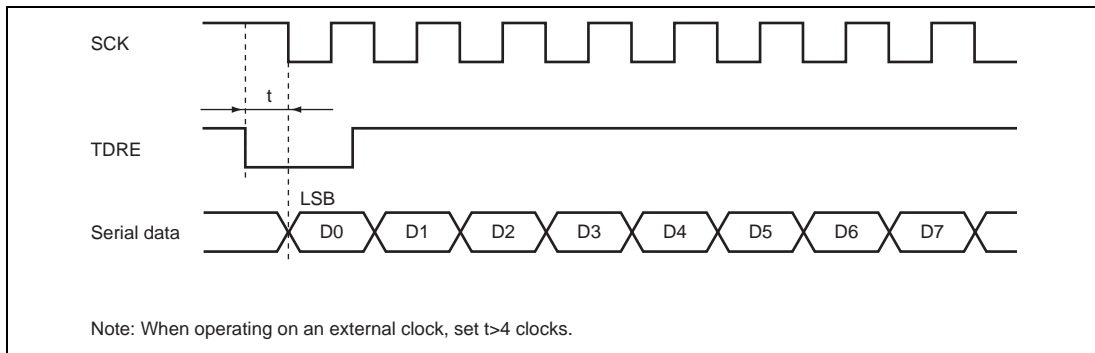 SCK
t
TDRE
LSB
Serial data D0 D1 D2 D3 D4 D5 D6 D7
Note: When operating on an external clock, set t>4 clocks.